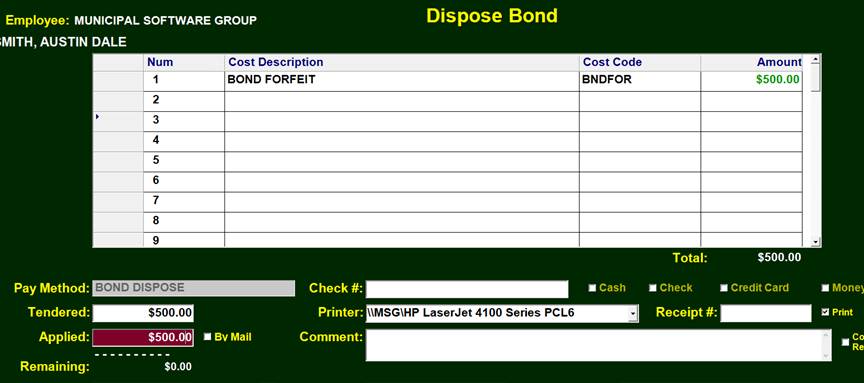 Dispose Bond
Employee: MUNICIPAL SOFTWARE GROUP
SMITH, AUSTIN DALE
Num Cost Description Cost Code Amount
1 BOND FORFEIT BNDFOR $500.00
2
3
4
5
6
7
8
9
Total: $500.00
Pay Method: BOND DISPOSE Check #: Cash Check Credit Card Money
Tendered: $500.00 Printer: \\MSG\HP LaserJet 4100 Series PCL6 Receipt #: Print
Applied: $500.00 By Mail Comment: Co
Re
----------
Remaining: $0.00